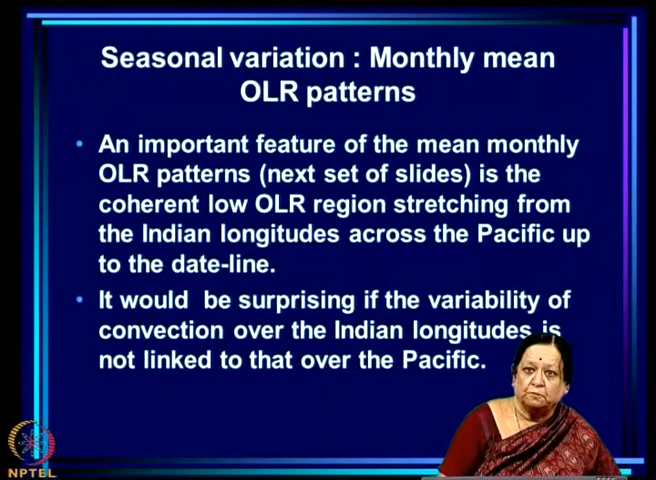 Seasonal variation : Monthly mean
OLR patterns
• An important feature of the mean monthly
OLR patterns (next set of slides) is the
coherent low OLR region stretching from
the Indian longitudes across the Pacific up
to the date-line.
• It would be surprising if the variability of
convection over the Indian longitudes is
not linked to that over the Pacific.
NPTEL